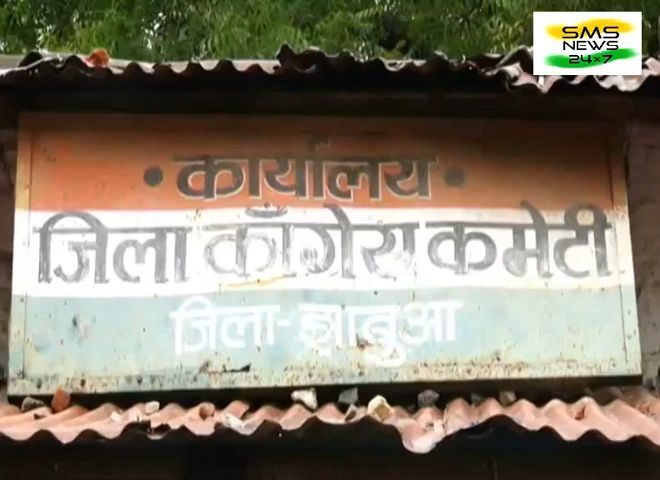 SMS
NEWS
24x7
• कार्यालय •
जिला काँग्रेस कमेटी
जिला-झाबुआ